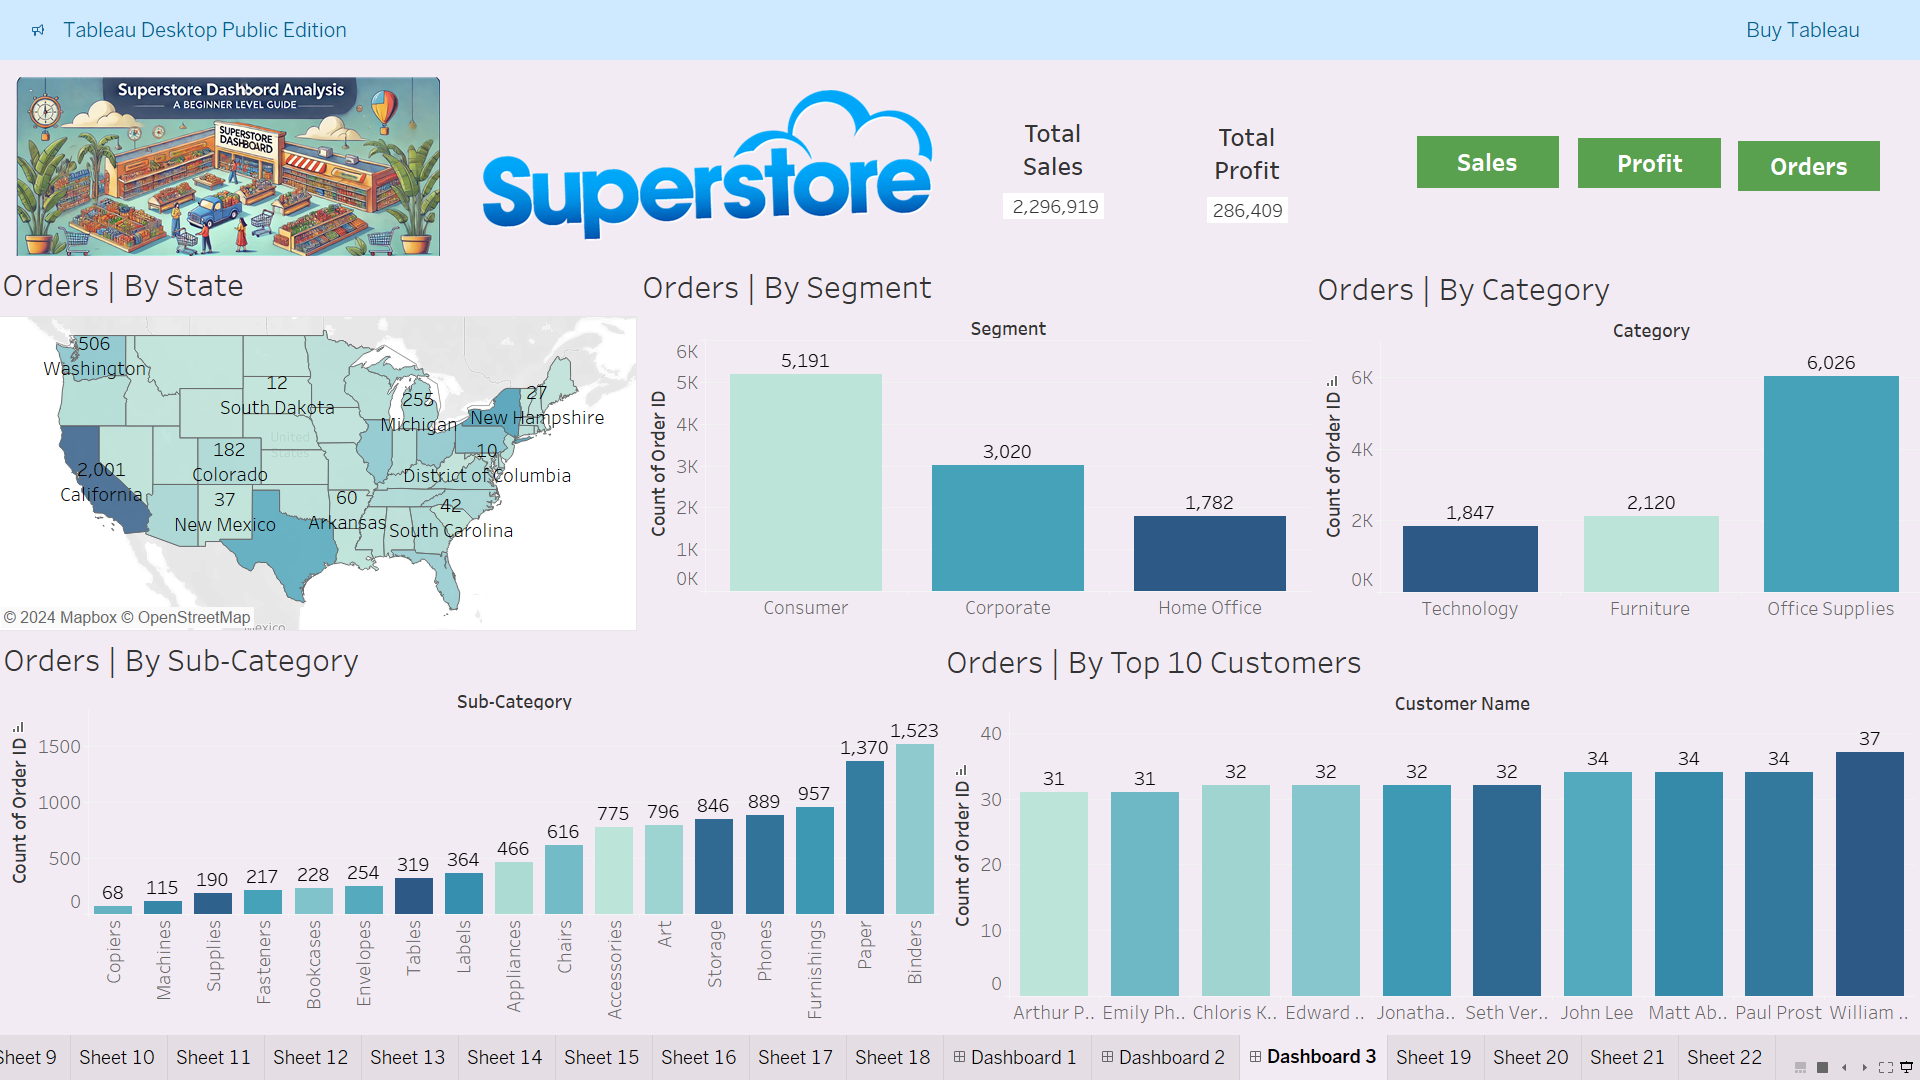 Tableau Desktop Public Edition
Buy Tableau
Superstore Dashbord Analysis
A BEGINNER LEVEL GUIDE
SUPERSTORE
DASHBOARD
Superstore
Total
Sales
2,296,919
Total
Profit
286,409
Sales
Profit
Orders
Orders | By State
506
Washington
12
South Dakota
255
Michigan
27
New Hampshire
182
Colorado
10
District of Columbia
2,001
California
37
New Mexico
60
Arkansas
42
South Carolina
United
States
Mexico
© 2024 Mapbox © OpenStreetMap
Orders | By Segment
Segment
Count of Order ID
6K
5K
4K
3K
2K
1K
0K
5,191
3,020
1,782
Consumer
Corporate
Home Office
Orders | By Category
Category
Count of Order ID
6K
4K
2K
0K
1,847
2,120
6,026
Technology
Furniture
Office Supplies
Orders | By Sub-Category
Sub-Category
Count of Order ID
1500
1000
500
0
68
115
190
217
228
254
319
364
466
616
775
796
846
889
957
1,370
1,523
Copiers
Machines
Supplies
Fasteners
Bookcases
Envelopes
Tables
Labels
Appliances
Chairs
Accessories
Art
Storage
Phones
Furnishings
Paper
Binders
Orders | By Top 10 Customers
Customer Name
Count of Order ID
40
30
20
10
0
31
31
32
32
32
32
34
34
34
37
Arthur P..
Emily Ph..
Chloris K..
Edward ..
Jonatha..
Seth Ver..
John Lee
Matt Ab..
Paul Prost
William ..
Sheet 9
Sheet 10
Sheet 11
Sheet 12
Sheet 13
Sheet 14
Sheet 15
Sheet 16
Sheet 17
Sheet 18
Dashboard 1
Dashboard 2
Dashboard 3
Sheet 19
Sheet 20
Sheet 21
Sheet 22